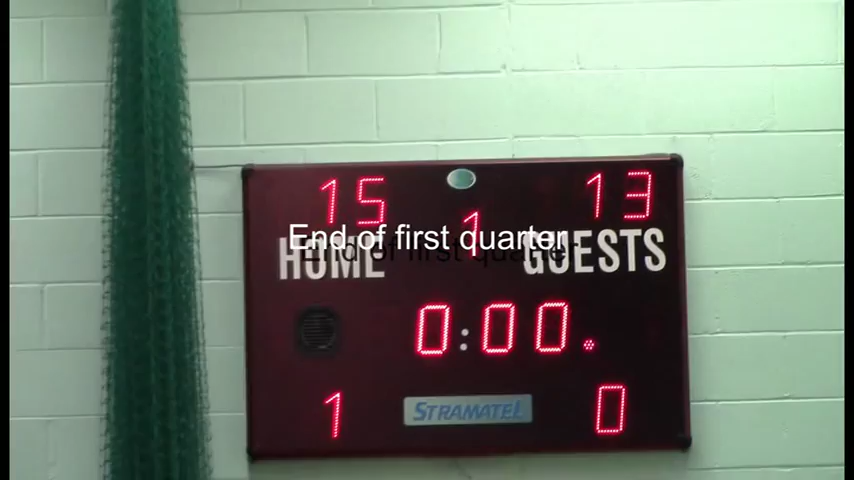 15 13
1
End of first quarter
HOME GUESTS
0:00.
1 0
STRAMATEL